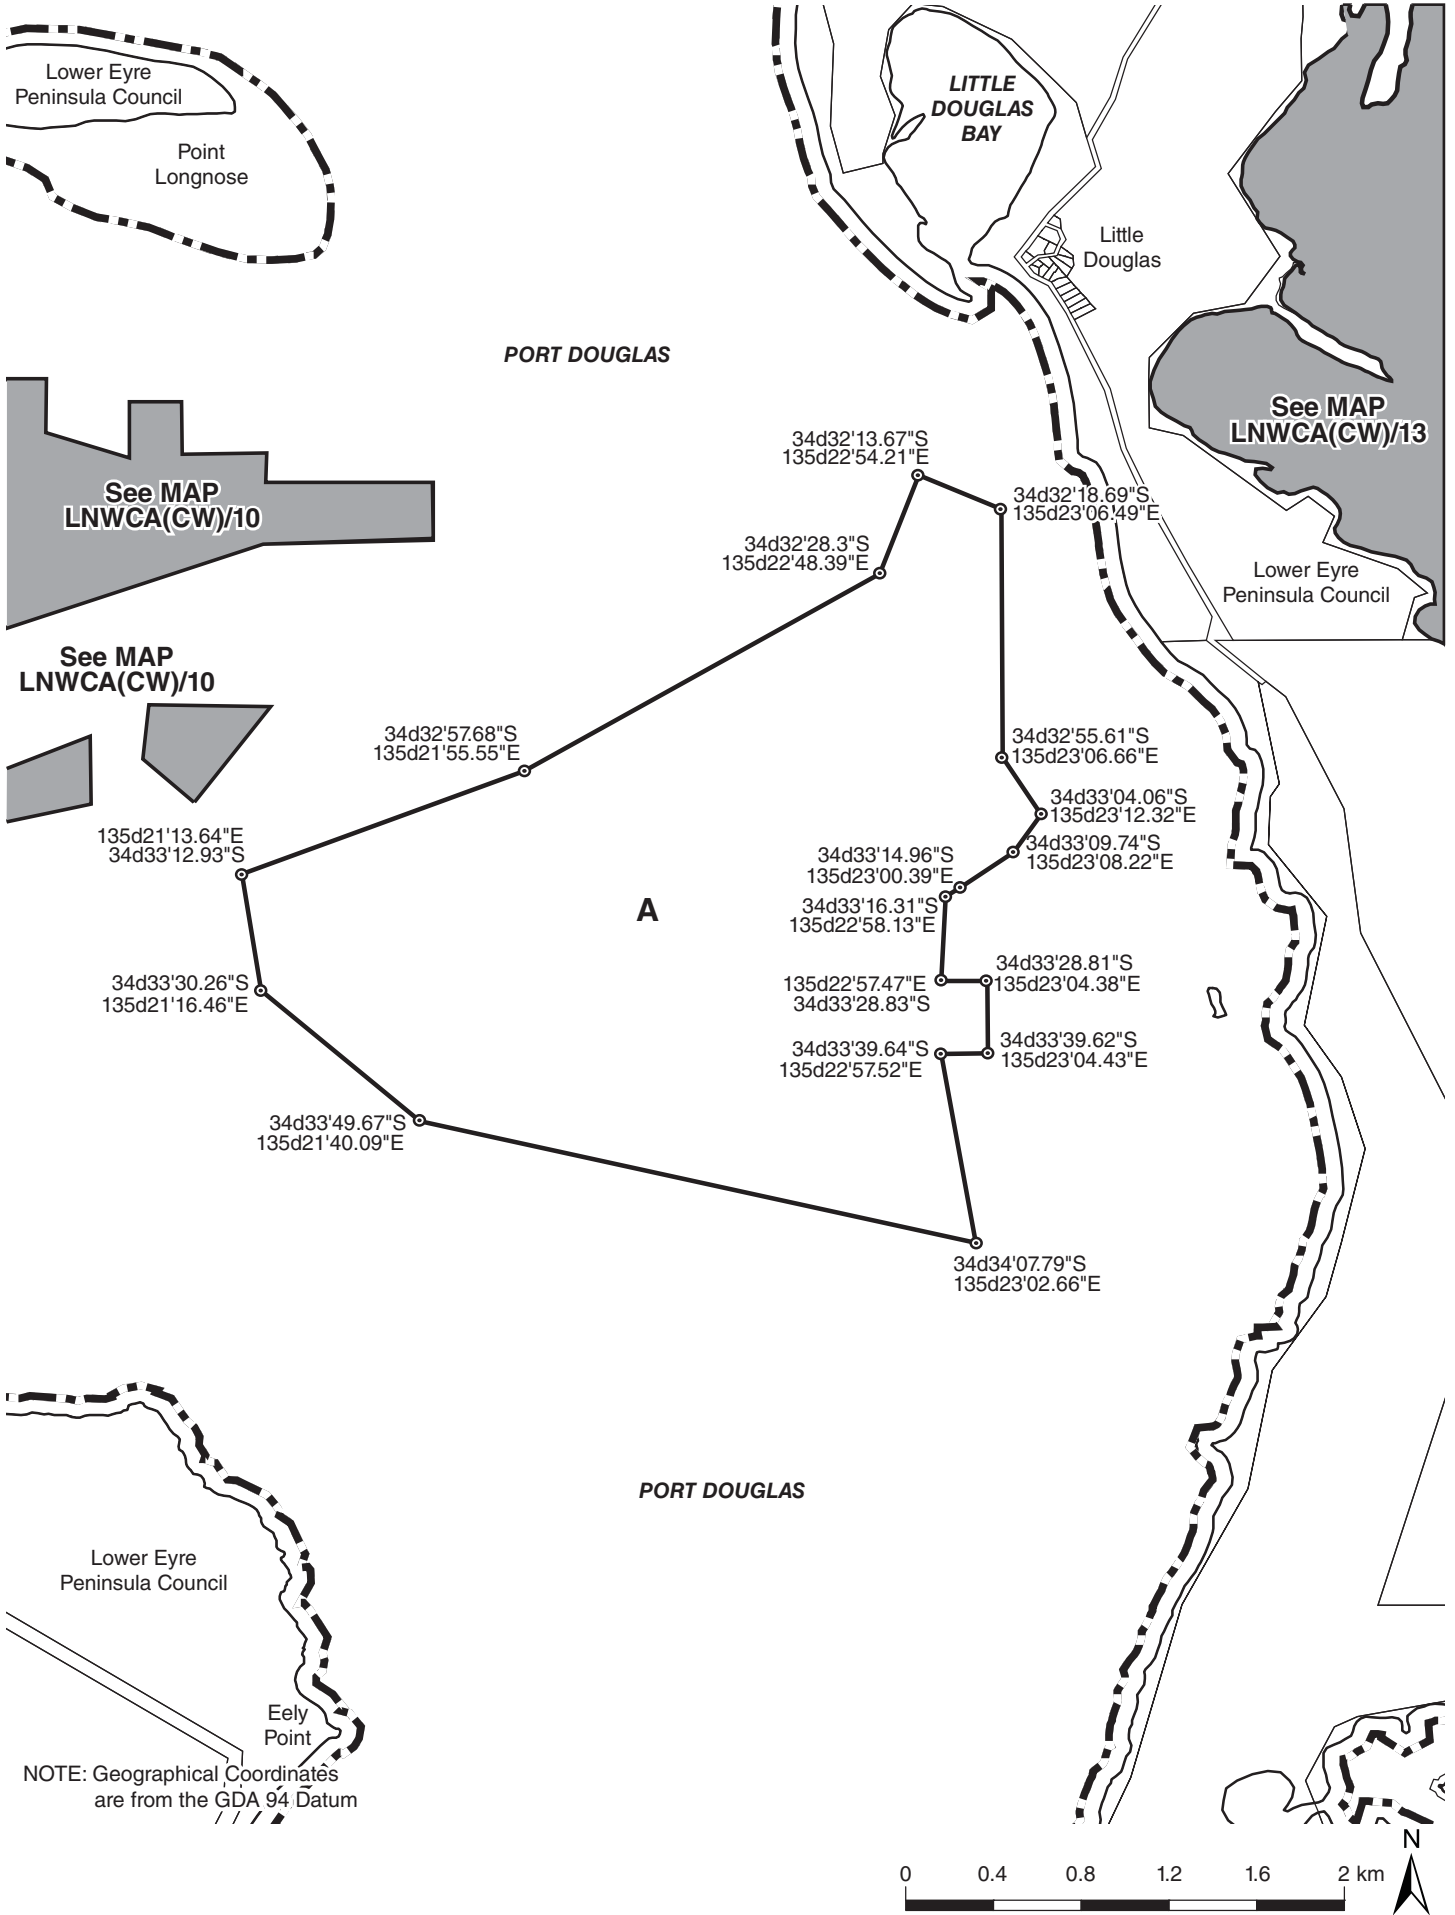 Lower Eyre
Peninsula Council
Point
Longnose
LITTLE
DOUGLAS
BAY
Little
Douglas
PORT DOUGLAS
See MAP
LNWCA(CW)/13
34d32'13.67"S
135d22'54.21"E
See MAP
LNWCA(CW)/10
34d32'18.69"S
135d23'06.49"E
34d32'28.3"S
135d22'48.39"E
Lower Eyre
Peninsula Council
See MAP
LNWCA(CW)/10
34d32'57.68"S
135d21'55.55"E
34d32'55.61"S
135d23'06.66"E
34d33'04.06"S
135d23'12.32"E
135d21'13.64"E
34d33'12.93"S
34d33'09.74"S
135d23'08.22"E
34d33'14.96"S
135d23'00.39"E
34d33'16.31"S
135d22'58.13"E
A
34d33'28.81"S
135d23'04.38"E
135d22'57.47"E
34d33'28.83"S
34d33'30.26"S
135d21'16.46"E
34d33'39.64"S
135d22'57.52"E
34d33'39.62"S
135d23'04.43"E
34d33'49.67"S
135d21'40.09"E
34d34'07.79"S
135d23'02.66"E
PORT DOUGLAS
Lower Eyre
Peninsula Council
Eely
Point
NOTE: Geographical Coordinates
are from the GDA 94 Datum
N
0 0.4 0.8 1.2 1.6 2 km